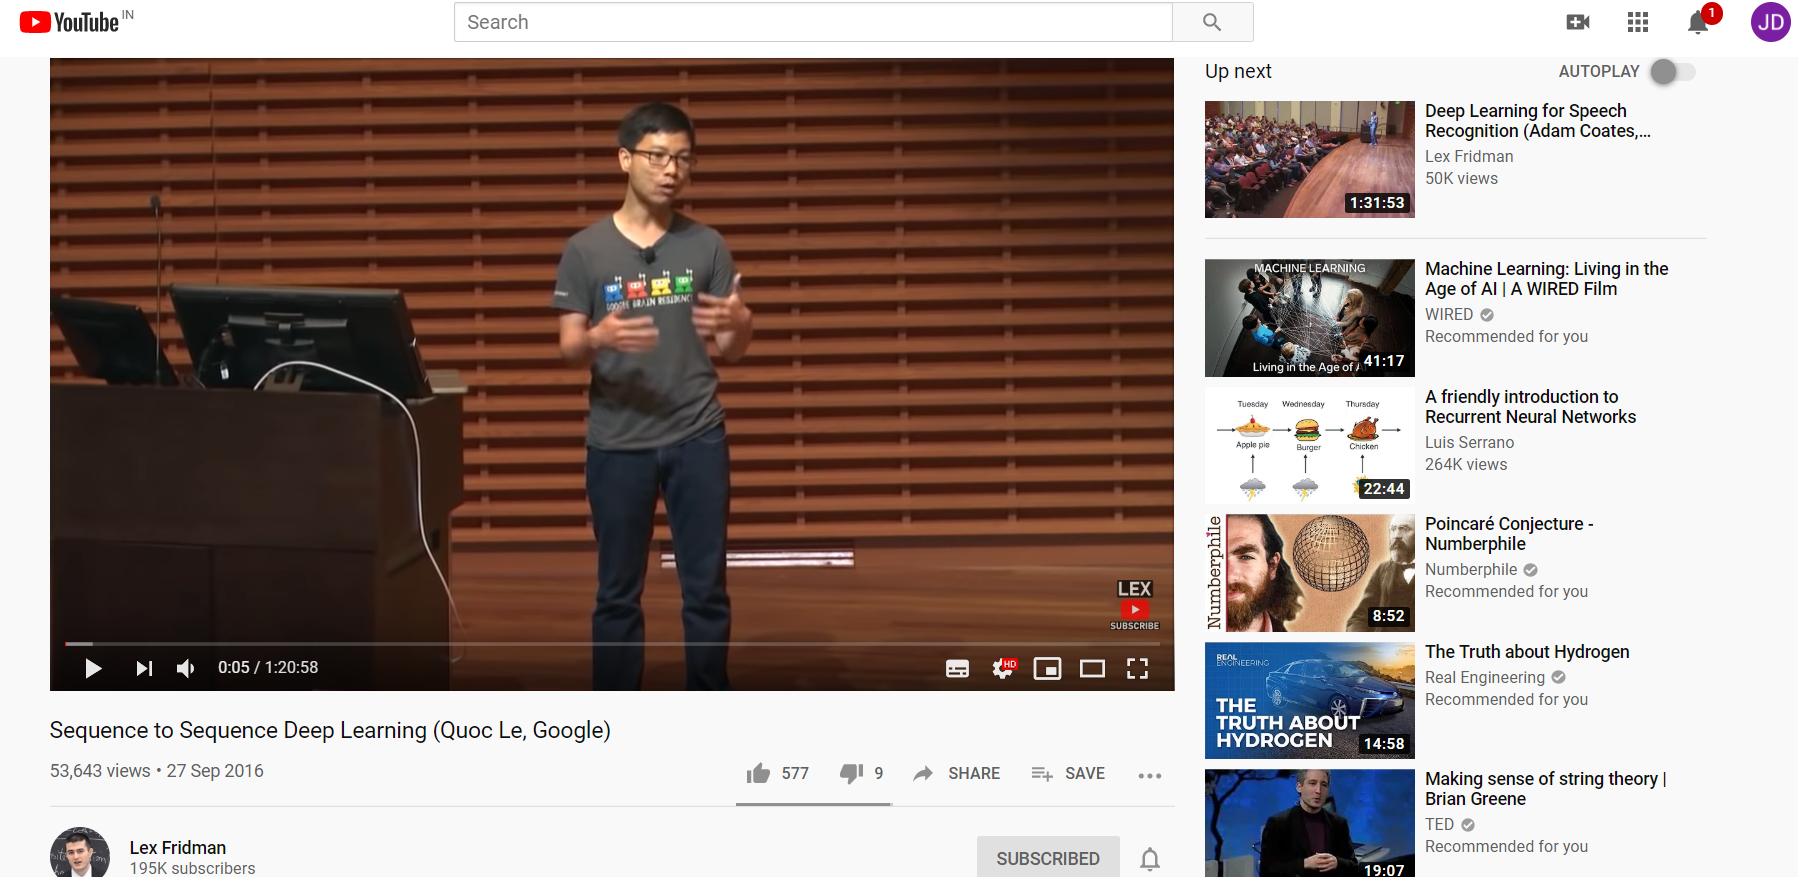 YouTube IN
Search
1
JD
GOOGLE BRAIN RESIDENCY
LEX
SUBSCRIBE
0:05 / 1:20:58
HD
Sequence to Sequence Deep Learning (Quoc Le, Google)
53,643 views • 27 Sep 2016
577
9
SHARE
SAVE
Lex Fridman
195K subscribers
SUBSCRIBED
Up next
AUTOPLAY
1:31:53
Deep Learning for Speech
Recognition (Adam Coates,...
Lex Fridman
50K views
MACHINE LEARNING
Living in the Age of A
41:17
Machine Learning: Living in the
Age of AI | A WIRED Film
WIRED
Recommended for you
Tuesday Wednesday Thursday
Apple pie Burger Chicken
22:44
A friendly introduction to
Recurrent Neural Networks
Luis Serrano
264K views
Numberphile
8:52
Poincaré Conjecture -
Numberphile
Numberphile
Recommended for you
REAL
ENGINEERING
THE
TRUTH ABOUT
HYDROGEN
14:58
The Truth about Hydrogen
Real Engineering
Recommended for you
19:07
Making sense of string theory |
Brian Greene
TED
Recommended for you